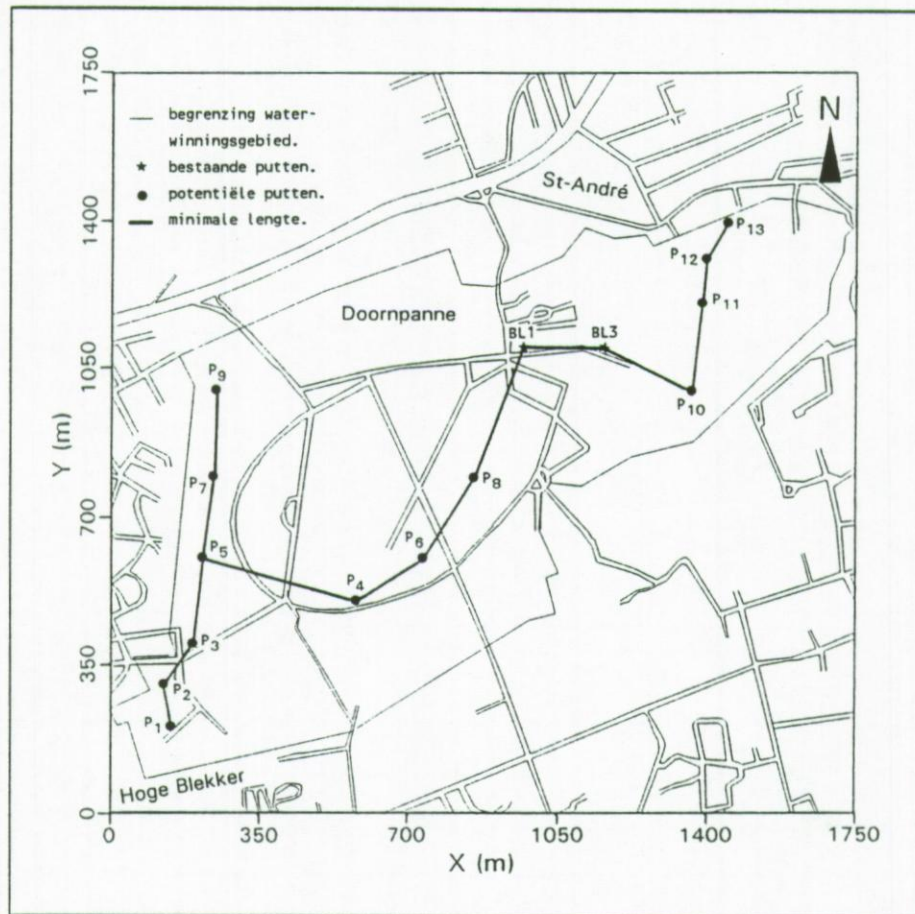 begrenzing water-
winningsgebied.
bestaande putten.
potentiële putten.
minimale lengte.
N
St-André
Doornpanne
Hoge Blekker
P13
P12
P11
BL1
BL3
P10
P9
P7
P8
P5
P6
P4
P3
P2
P1
D
Y (m)
1750
1400
1050
700
350
0
0
350
700
1050
1400
1750
X (m)